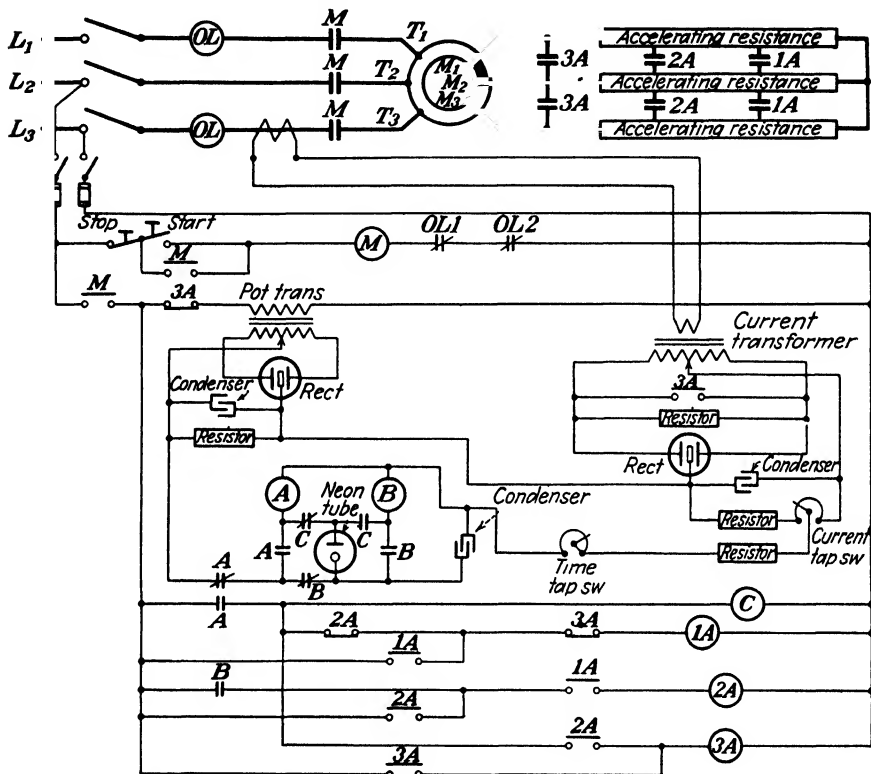 L1 OL M T1 Accelerating resistance
3A 2A 1A
L2 M T2 M1 M2 M3 Accelerating resistance
3A 2A 1A
L3 OL M T3 Accelerating resistance
Stop Start OL1 OL2
M
M
M 3A Pot trans
Current transformer
Condenser Rect 3A
Resistor Resistor
Rect Condenser
A Neon tube B Condenser
C C Resistor Current tap sw
A B Resistor
A B Time tap sw
A C
2A 3A 1A
1A
B 1A 2A
2A
2A 3A
3A